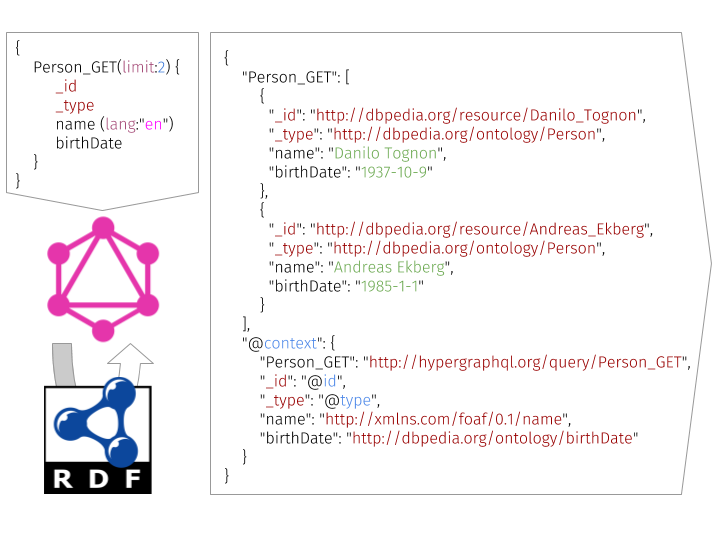 {
Person_GET(limit:2) {
_id
_type
name (lang:"en")
birthDate
}
}
{
"Person_GET": [
{
"_id": "http://dbpedia.org/resource/Danilo_Tognon",
"_type": "http://dbpedia.org/ontology/Person",
"name": "Danilo Tognon",
"birthDate": "1937-10-9"
},
{
"_id": "http://dbpedia.org/resource/Andreas_Ekberg",
"_type": "http://dbpedia.org/ontology/Person",
"name": "Andreas Ekberg",
"birthDate": "1985-1-1"
}
],
"@context": {
"Person_GET": "http://hypergraphql.org/query/Person_GET",
"_id": "@id",
"_type": "@type",
"name": "http://xmlns.com/foaf/0.1/name",
"birthDate": "http://dbpedia.org/ontology/birthDate"
}
}
RDF